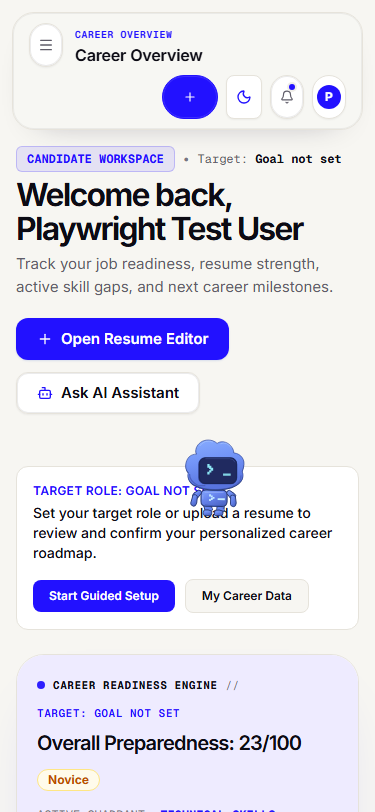 CAREER OVERVIEW
Career Overview
P
CANDIDATE WORKSPACE • Target: Goal not set
Welcome back,
Playwright Test User
Track your job readiness, resume strength,
active skill gaps, and next career milestones.
Open Resume Editor
Ask AI Assistant
TARGET ROLE: GOAL NOT
Set your target role or upload a resume to
review and confirm your personalized career
roadmap.
Start Guided Setup
My Career Data
CAREER READINESS ENGINE //
TARGET: GOAL NOT SET
Overall Preparedness: 23/100
Novice